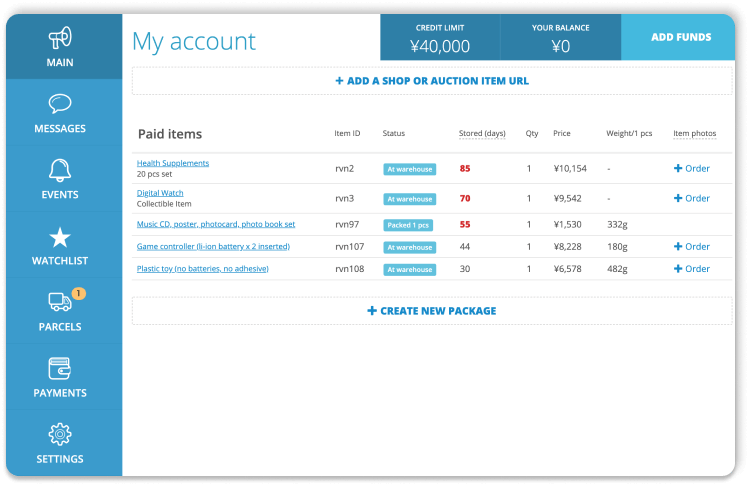 MAIN
MESSAGES
EVENTS
WATCHLIST
1
PARCELS
PAYMENTS
SETTINGS
My account
CREDIT LIMIT
¥40,000
YOUR BALANCE
¥0
ADD FUNDS
+ ADD A SHOP OR AUCTION ITEM URL
Paid items Item ID Status Stored (days) Qty Price Weight/1 pcs Item photos
Health Supplements
20 pcs set
rvn2 At warehouse 85 1 ¥10,154 - + Order
Digital Watch
Collectible Item
rvn3 At warehouse 70 1 ¥9,542 - + Order
Music CD, poster, photocard, photo book set rvn97 Packed 1 pcs 55 1 ¥1,530 332g
Game controller (li-ion battery x 2 inserted) rvn107 At warehouse 44 1 ¥8,228 180g + Order
Plastic toy (no batteries, no adhesive) rvn108 At warehouse 30 1 ¥6,578 482g + Order
+ CREATE NEW PACKAGE